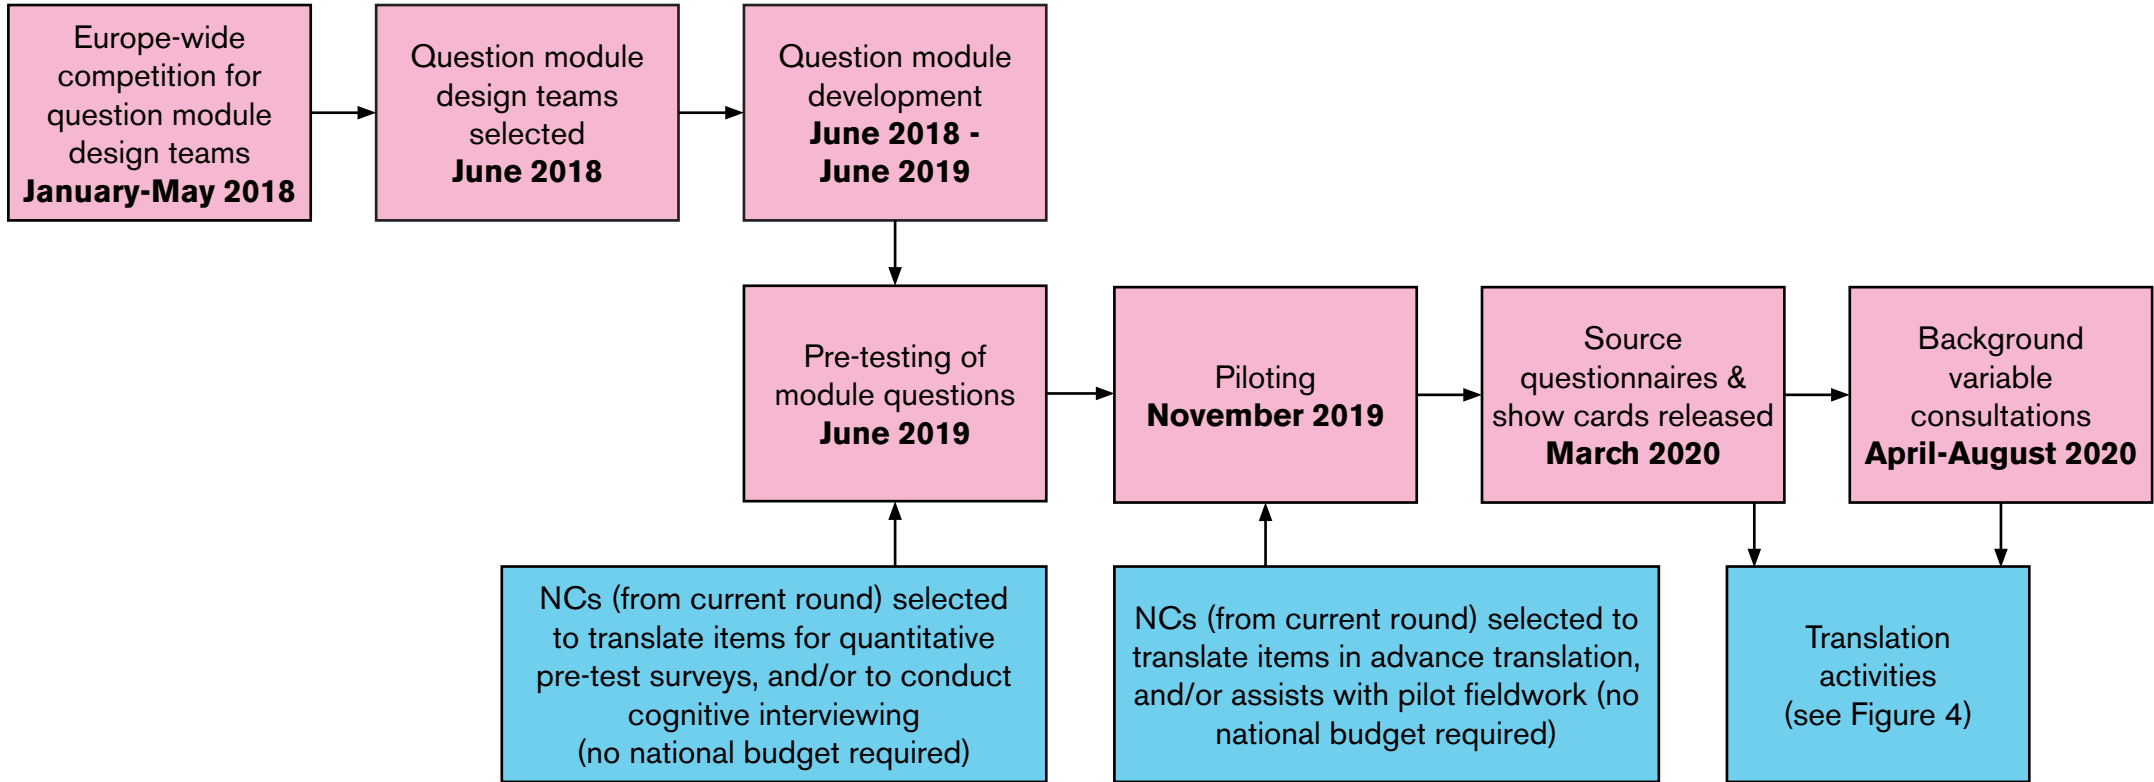 Europe-wide
competition for
question module
design teams
January-May 2018
Question module
design teams
selected
June 2018
Question module
development
June 2018 -
June 2019
Pre-testing of
module questions
June 2019
Piloting
November 2019
Source
questionnaires &
show cards released
March 2020
Background
variable
consultations
April-August 2020
NCs (from current round) selected
to translate items for quantitative
pre-test surveys, and/or to conduct
cognitive interviewing
(no national budget required)
NCs (from current round) selected to
translate items in advance translation,
and/or assists with pilot fieldwork (no
national budget required)
Translation
activities
(see Figure 4)